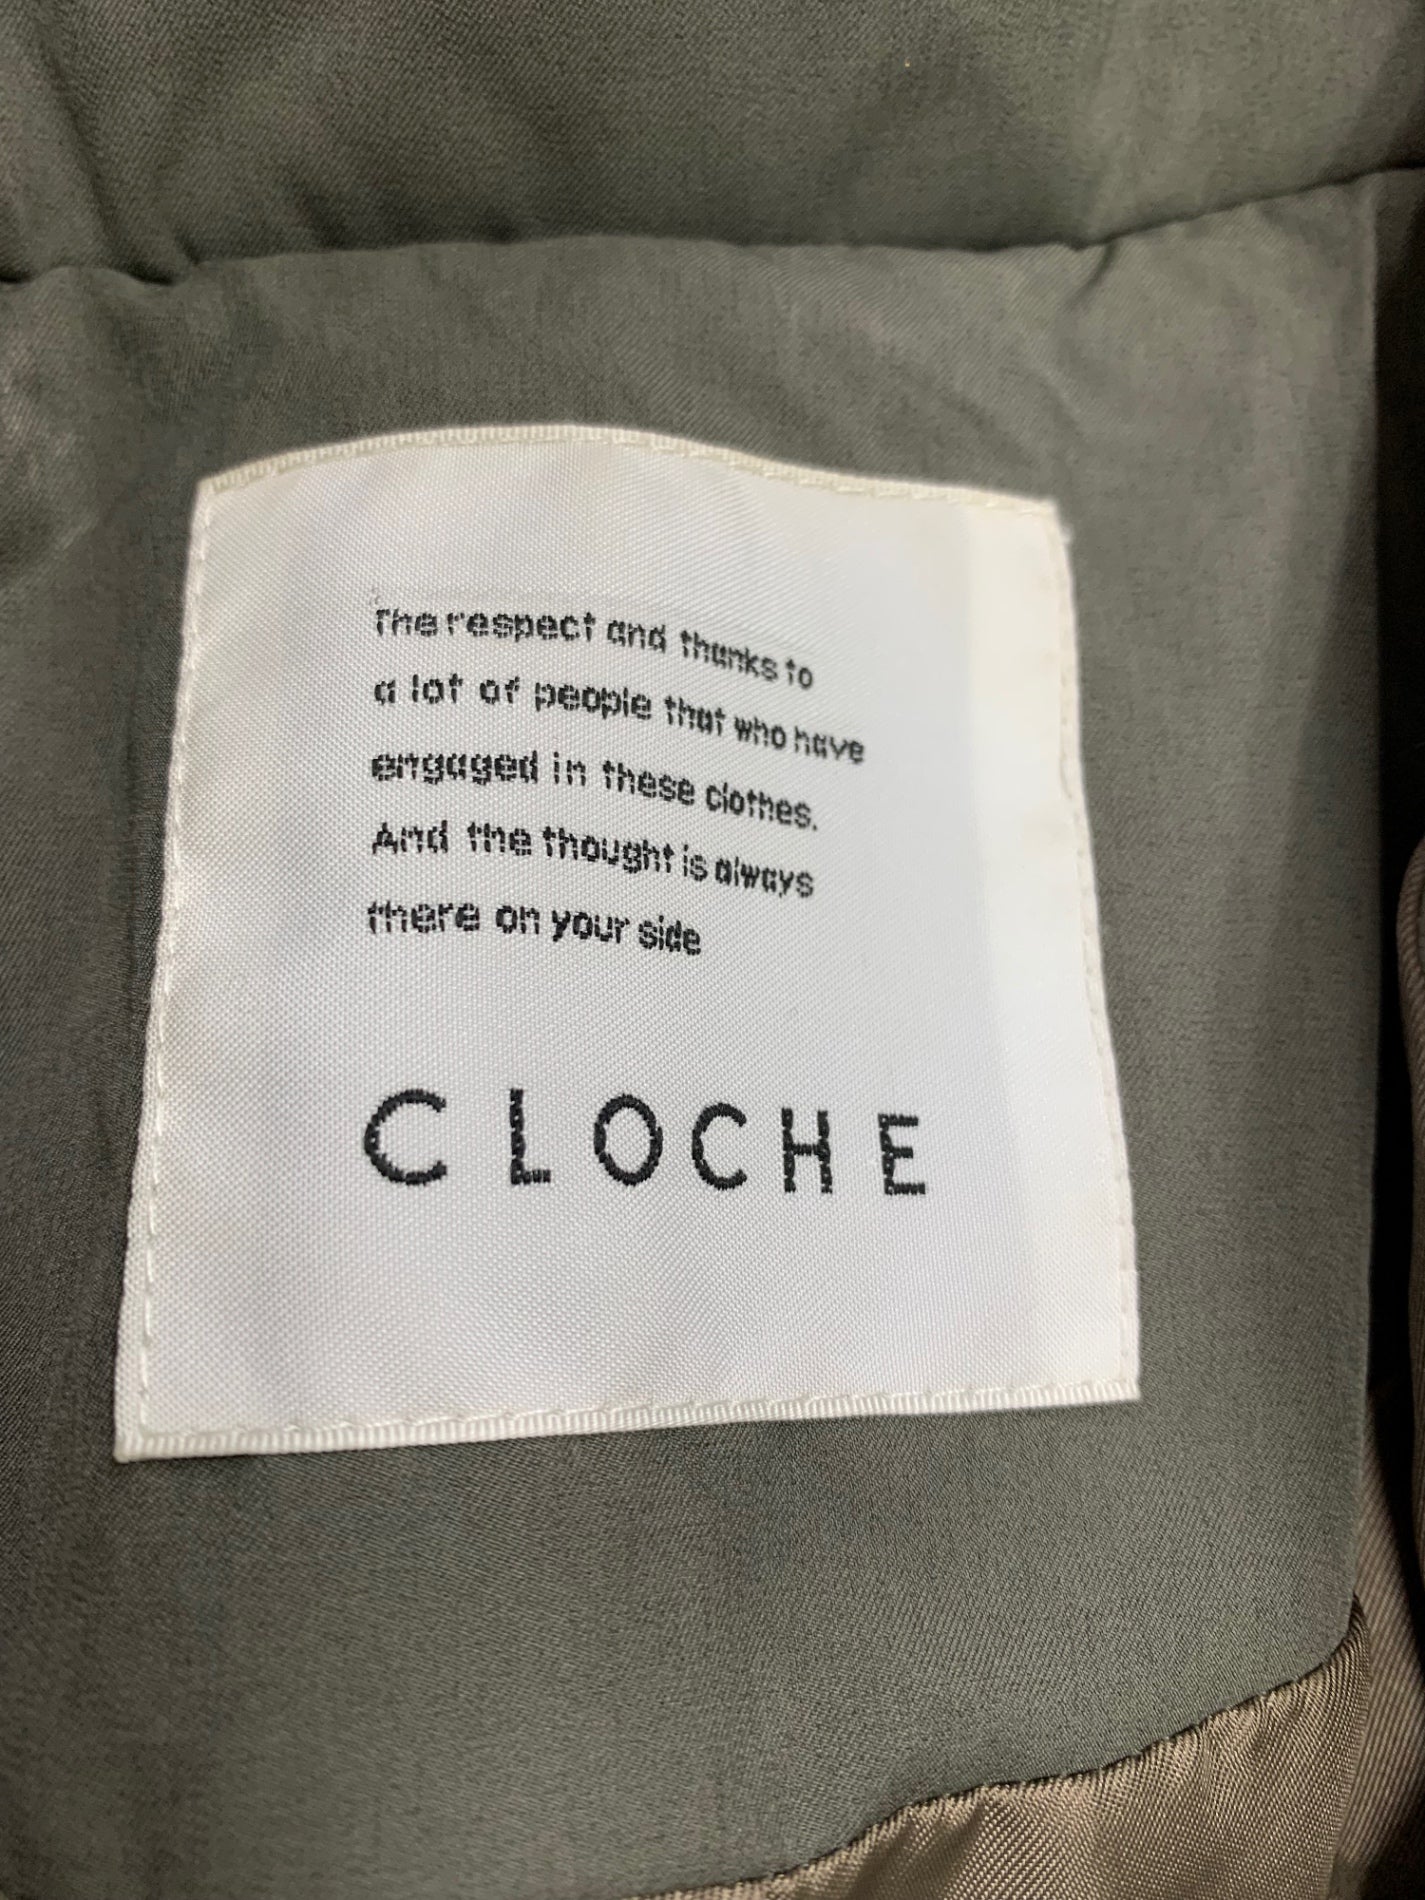 The respect and thanks to
a lot of people that who have
engaged in these clothes.
And the thought is always
there on your side
CLOCHE